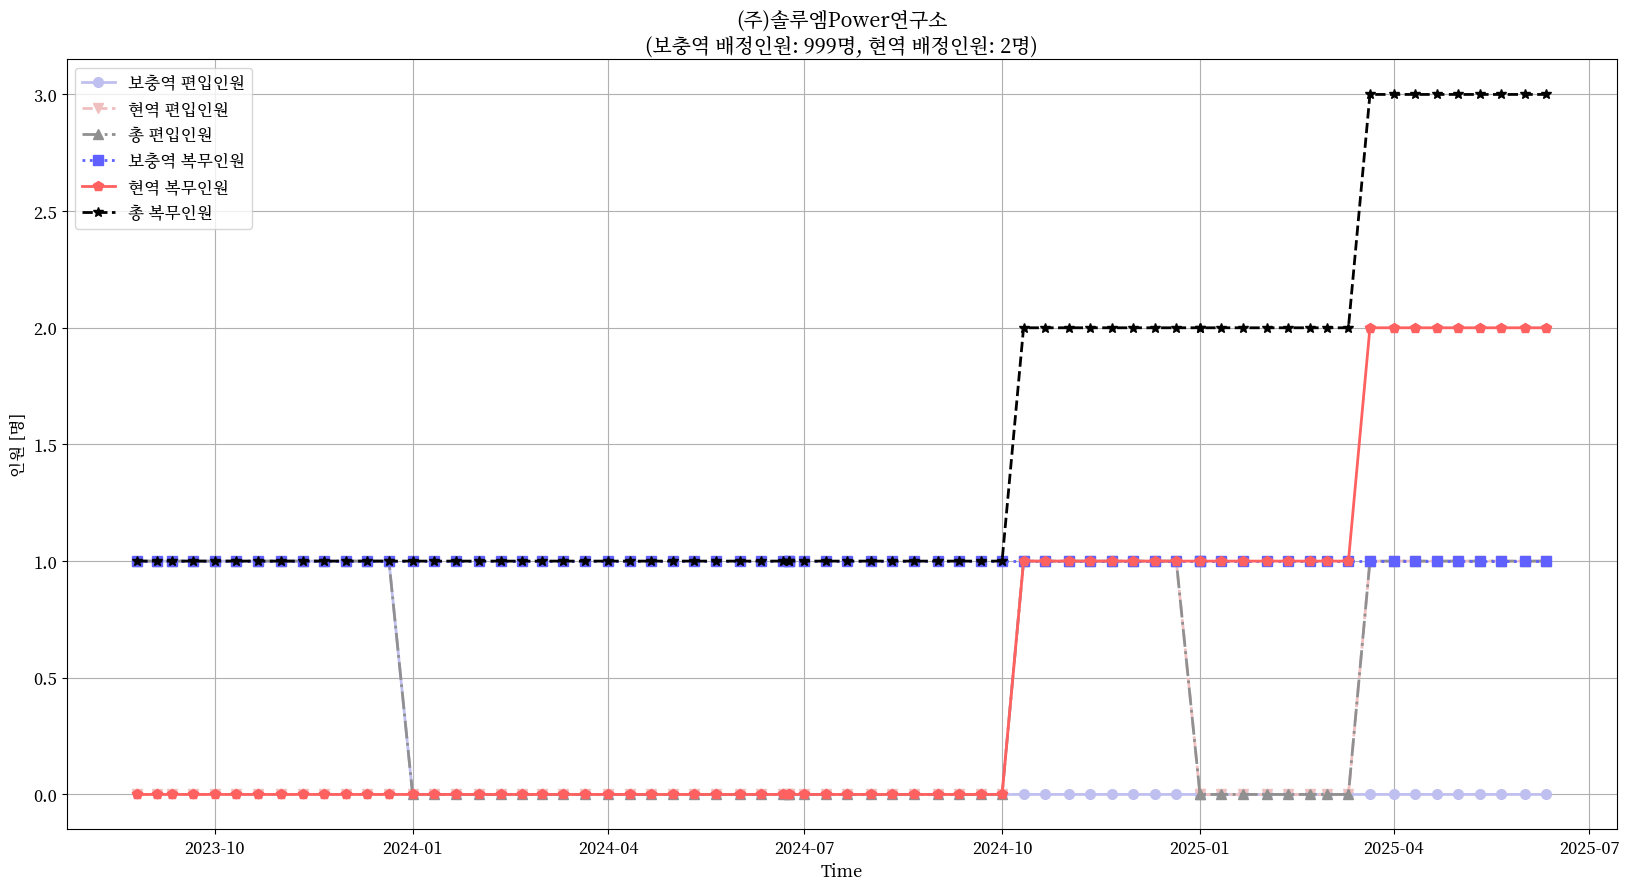 (주)솔루엠Power연구소
(보충역 배정인원: 999명, 현역 배정인원: 2명)
보충역 편입인원
현역 편입인원
총 편입인원
보충역 복무인원
현역 복무인원
총 복무인원
3.0
2.5
2.0
1.5
1.0
0.5
0.0
인원 [명]
2023-10
2024-01
2024-04
2024-07
2024-10
2025-01
2025-04
2025-07
Time